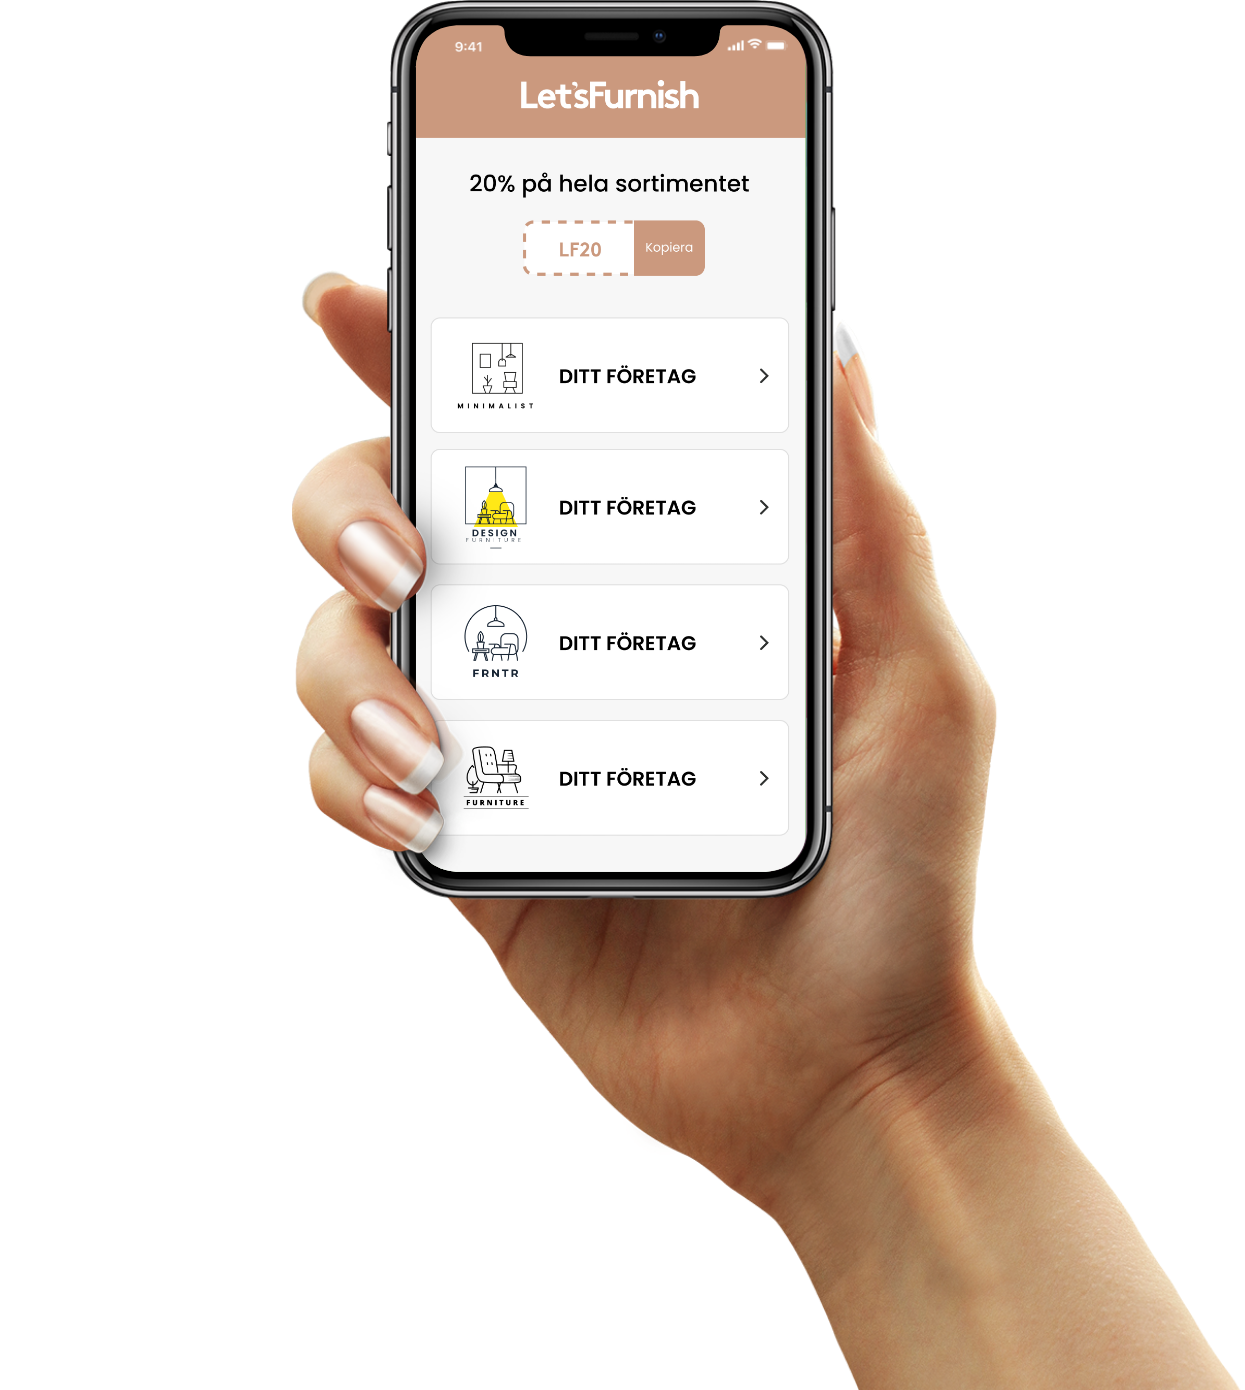 9:41
Let'sFurnish
20% på hela sortimentet
LF20 Kopiera
MINIMALIST
DITT FÖRETAG
DESIGN
FURNITURE
DITT FÖRETAG
FRNTR
DITT FÖRETAG
FURNITURE
DITT FÖRETAG